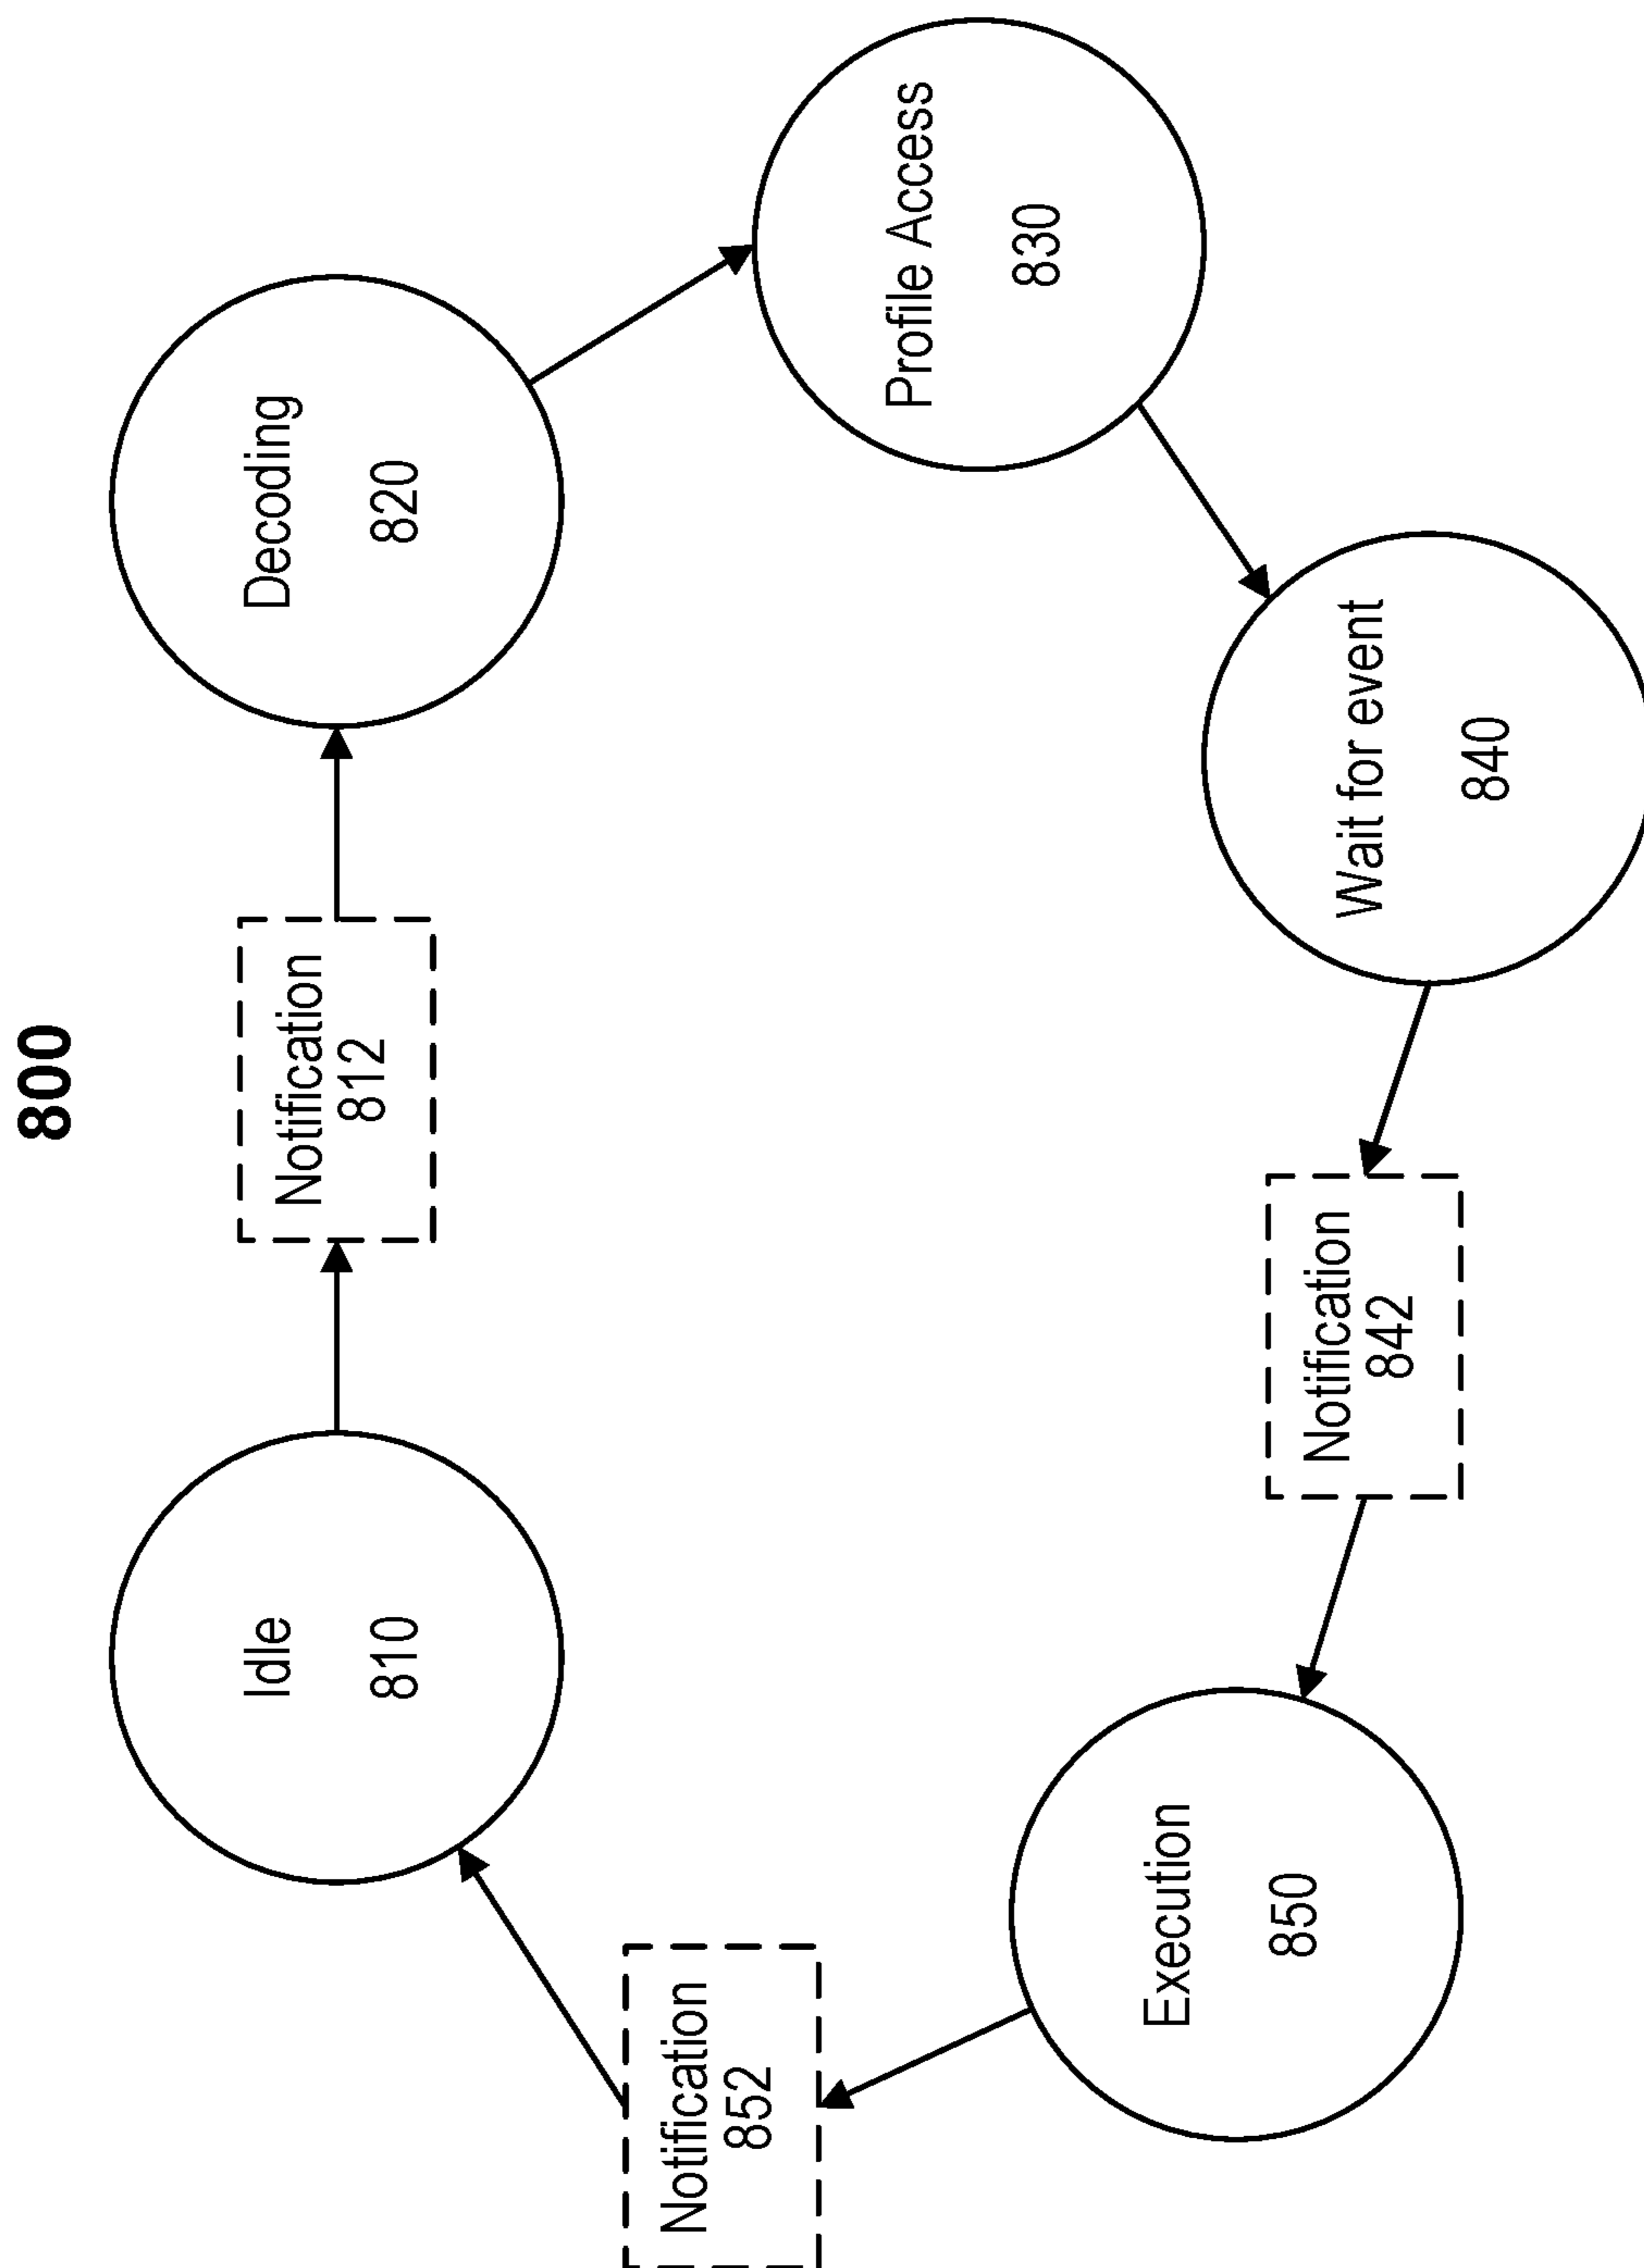 800
Idle
810
Notification
812
Decoding
820
Profile Access
830
Wait for event
840
Notification
842
Execution
850
Notification
852